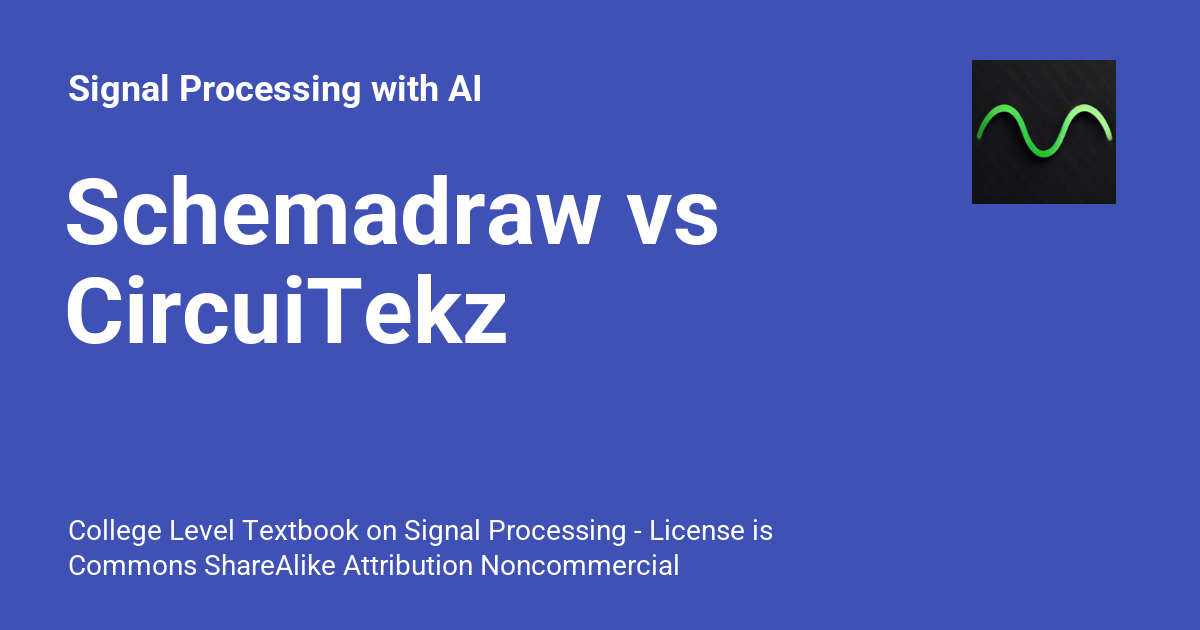 Signal Processing with AI
Schemadraw vs
CircuiTekz
College Level Textbook on Signal Processing - License is
Commons ShareAlike Attribution Noncommercial